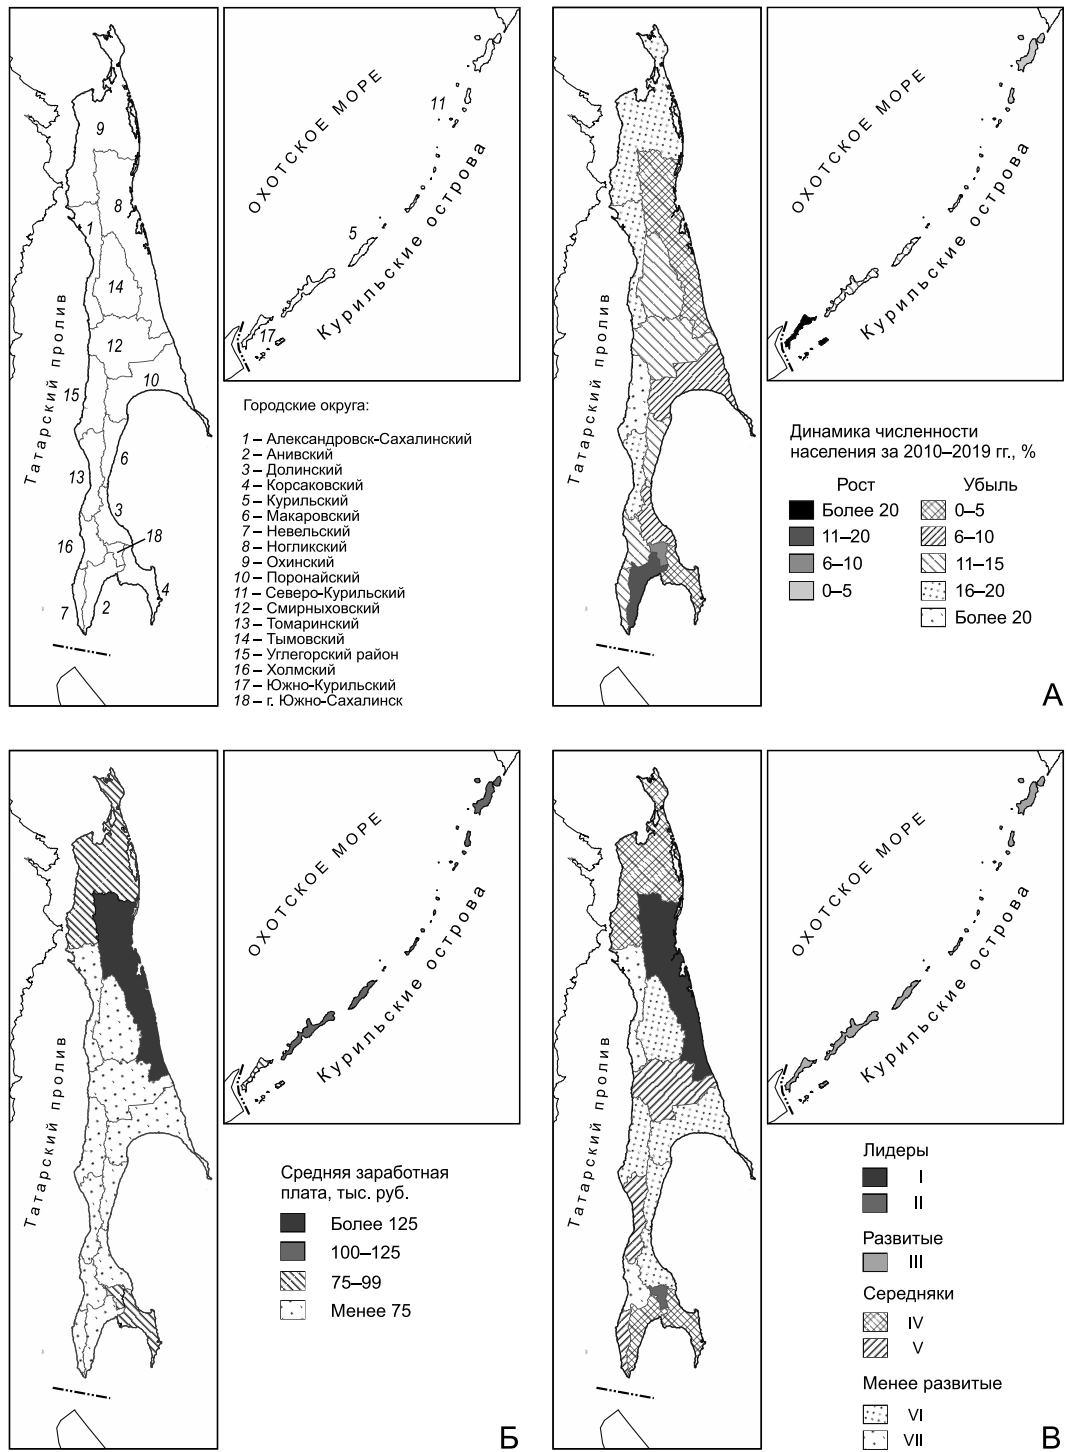 9
8
1
14
12
10
15
6
13
3
18
16
4
2
7
Татарский пролив
11
ОХОТСКОЕ МОРЕ
5
Курильские острова
17
Городские округа:
1 – Александровск-Сахалинский
2 – Анивский
3 – Долинский
4 – Корсаковский
5 – Курильский
6 – Макаровский
7 – Невельский
8 – Ногликский
9 – Охинский
10 – Поронайский
11 – Северо-Курильский
12 – Смирныховский
13 – Томаринский
14 – Тымовский
15 – Углегорский район
16 – Холмский
17 – Южно-Курильский
18 – г. Южно-Сахалинск
Татарский пролив
ОХОТСКОЕ МОРЕ
Курильские острова
Динамика численности
населения за 2010–2019 гг., %
Рост
Убыль
Более 20
0–5
11–20
6–10
6–10
11–15
0–5
16–20
Более 20
А
Татарский пролив
ОХОТСКОЕ МОРЕ
Курильские острова
Средняя заработная
плата, тыс. руб.
Более 125
100–125
75–99
Менее 75
Б
Татарский пролив
ОХОТСКОЕ МОРЕ
Курильские острова
Лидеры
I
II
Развитые
III
Середняки
IV
V
Менее развитые
VI
VII
В